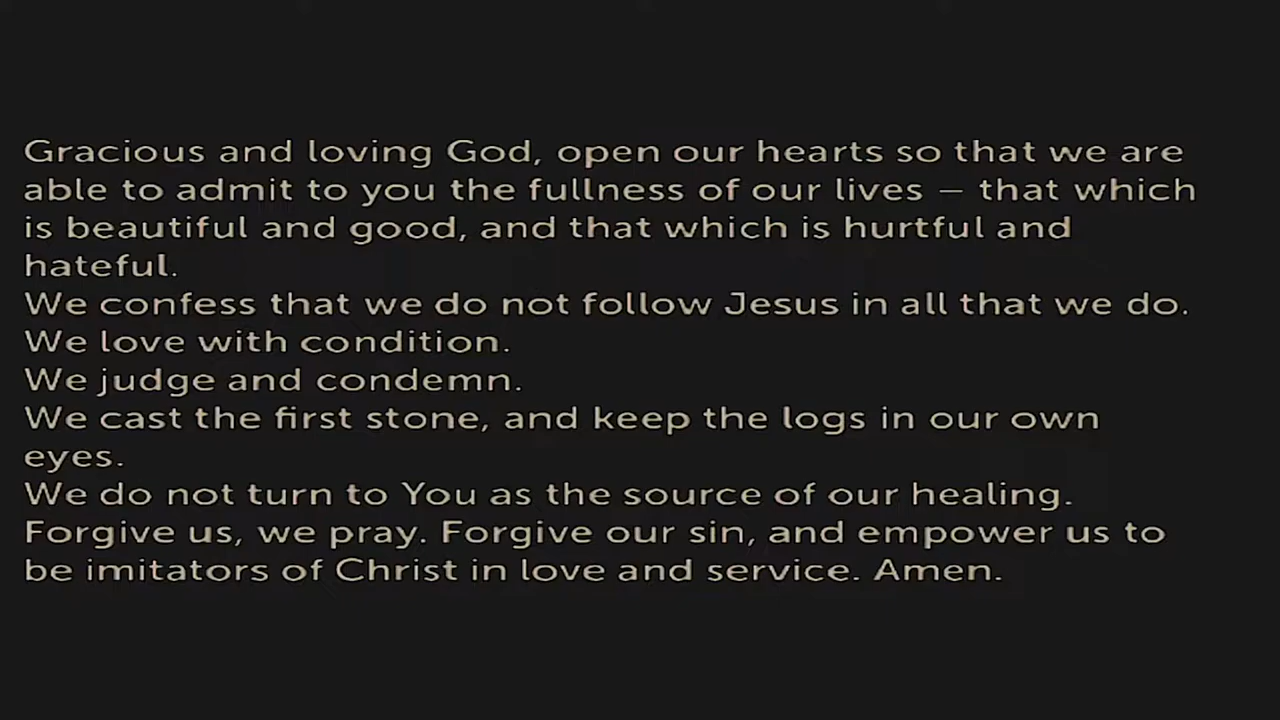 Gracious and loving God, open our hearts so that we are
able to admit to you the fullness of our lives – that which
is beautiful and good, and that which is hurtful and
hateful.
We confess that we do not follow Jesus in all that we do.
We love with condition.
We judge and condemn.
We cast the first stone, and keep the logs in our own
eyes.
We do not turn to You as the source of our healing.
Forgive us, we pray. Forgive our sin, and empower us to
be imitators of Christ in love and service. Amen.